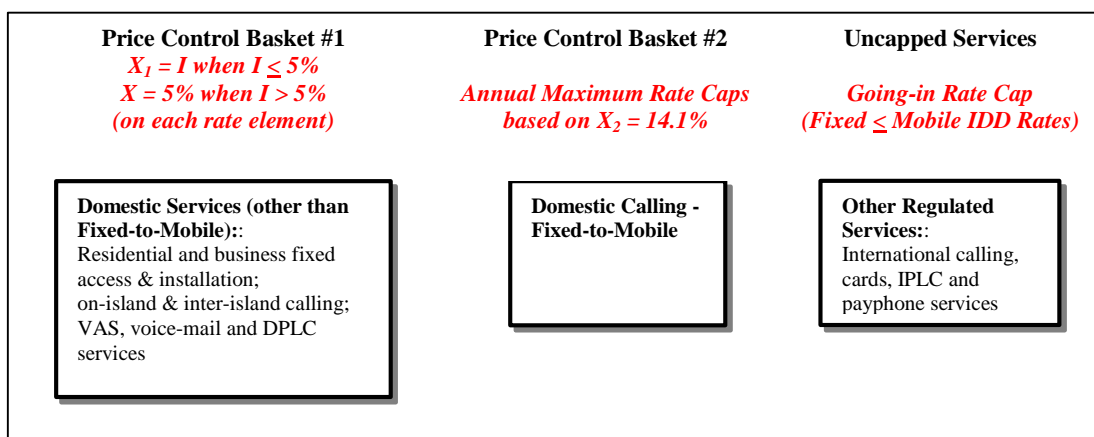 Price Control Basket #1
X1 = I when I ≤ 5%
X = 5% when I > 5%
(on each rate element)
Domestic Services (other than
Fixed-to-Mobile)::
Residential and business fixed
access & installation;
on-island & inter-island calling;
VAS, voice-mail and DPLC
services
Price Control Basket #2
Annual Maximum Rate Caps
based on X2 = 14.1%
Domestic Calling -
Fixed-to-Mobile
Uncapped Services
Going-in Rate Cap
(Fixed ≤ Mobile IDD Rates)
Other Regulated
Services::
International calling,
cards, IPLC and
payphone services